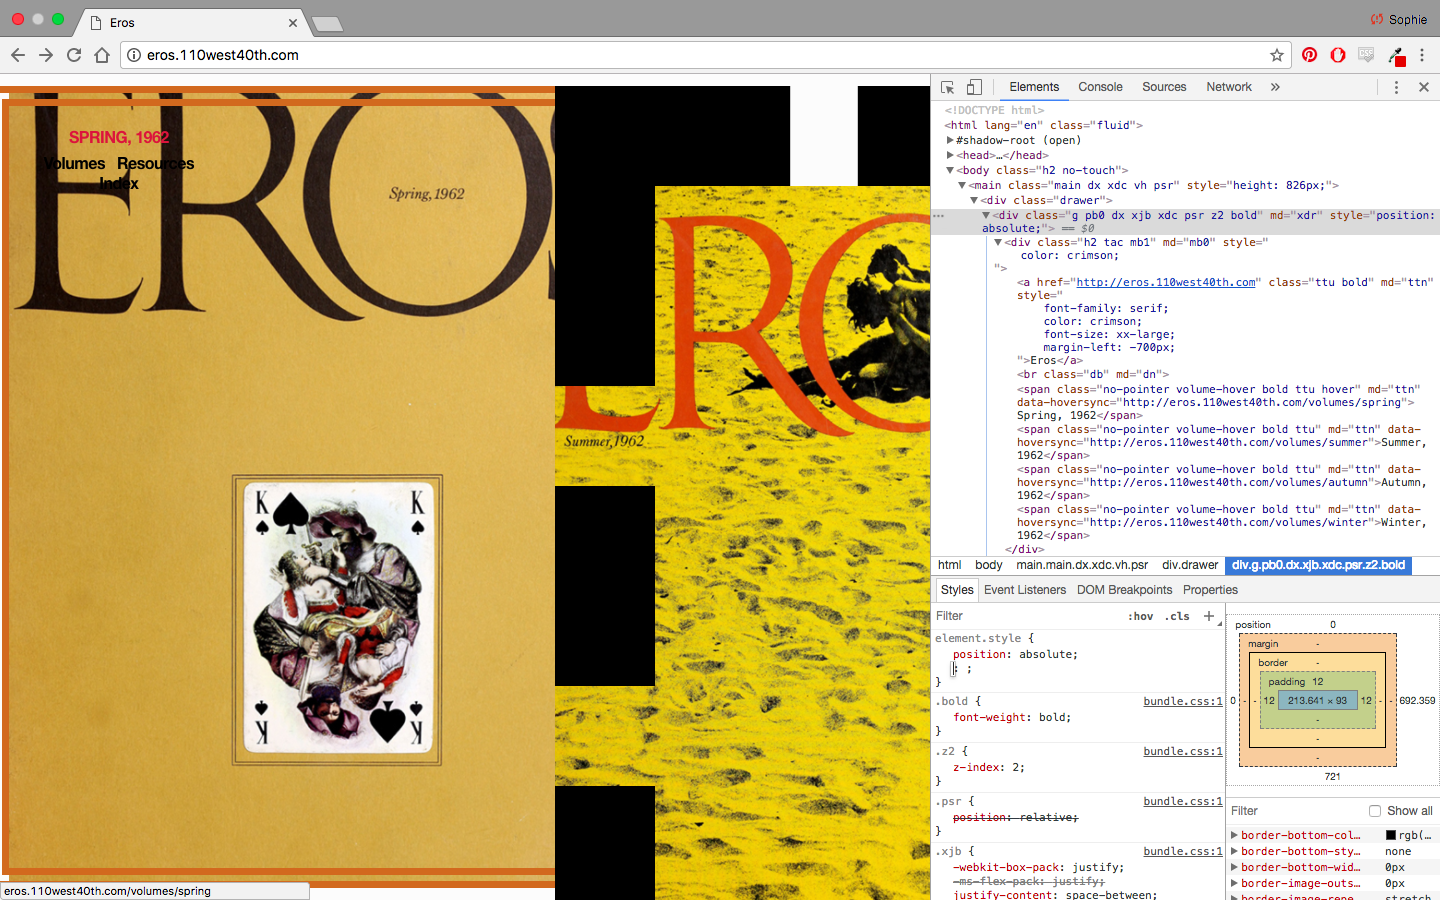 Eros
Sophie
eros.110west40th.com
EROS
SPRING, 1962
Volumes Resources
Index
Spring, 1962
K
K
K
K
eros.110west40th.com/volumes/spring
EROS
Summer, 1962
Elements Console Sources Network »
<!DOCTYPE html>
<html lang="en" class="fluid">
#shadow-root (open)
<head>…</head>
<body class="h2 no-touch">
<main class="main dx xdc vh psr" style="height: 826px;">
<div class="drawer">
<div class="g pb0 dx xjb xdc psr z2 bold" md="xdr" style="position:
absolute;"> == $0
<div class="h2 tac mb1" md="mb0" style="
color: crimson;
">
<a href="http://eros.110west40th.com" class="ttu bold" md="ttn"
style="
font-family: serif;
color: crimson;
font-size: xx-large;
margin-left: -700px;
">Eros</a>
<br class="db" md="dn">
<span class="no-pointer volume-hover bold ttu hover" md="ttn"
data-hoversync="http://eros.110west40th.com/volumes/spring">
Spring, 1962</span>
<span class="no-pointer volume-hover bold ttu" md="ttn" data-
hoversync="http://eros.110west40th.com/volumes/summer">Summer,
1962</span>
<span class="no-pointer volume-hover bold ttu" md="ttn" data-
hoversync="http://eros.110west40th.com/volumes/autumn">Autumn,
1962</span>
<span class="no-pointer volume-hover bold ttu" md="ttn" data-
hoversync="http://eros.110west40th.com/volumes/winter">Winter,
1962</span>
</div>
html body main.main.dx.xdc.vh.psr div.drawer div.g.pb0.dx.xjb.xdc.psr.z2.bold
Styles Event Listeners DOM Breakpoints Properties
Filter :hov .cls +
element.style {
position: absolute;
: ;
}
.bold { bundle.css:1
font-weight: bold;
}
.z2 { bundle.css:1
z-index: 2;
}
.psr { bundle.css:1
position: relative;
}
.xjb { bundle.css:1
-webkit-box-pack: justify;
-ms-flex-pack: justify;
justify-content: space-between;
position 0
margin -
border -
padding 12
0 - - 12 213.641 × 93 12 - - 692.359
-
-
-
721
Filter Show all
border-bottom-col… rgb(…
border-bottom-sty… none
border-bottom-wid… 0px
border-image-outs… 0px
border-image-repe… stretch